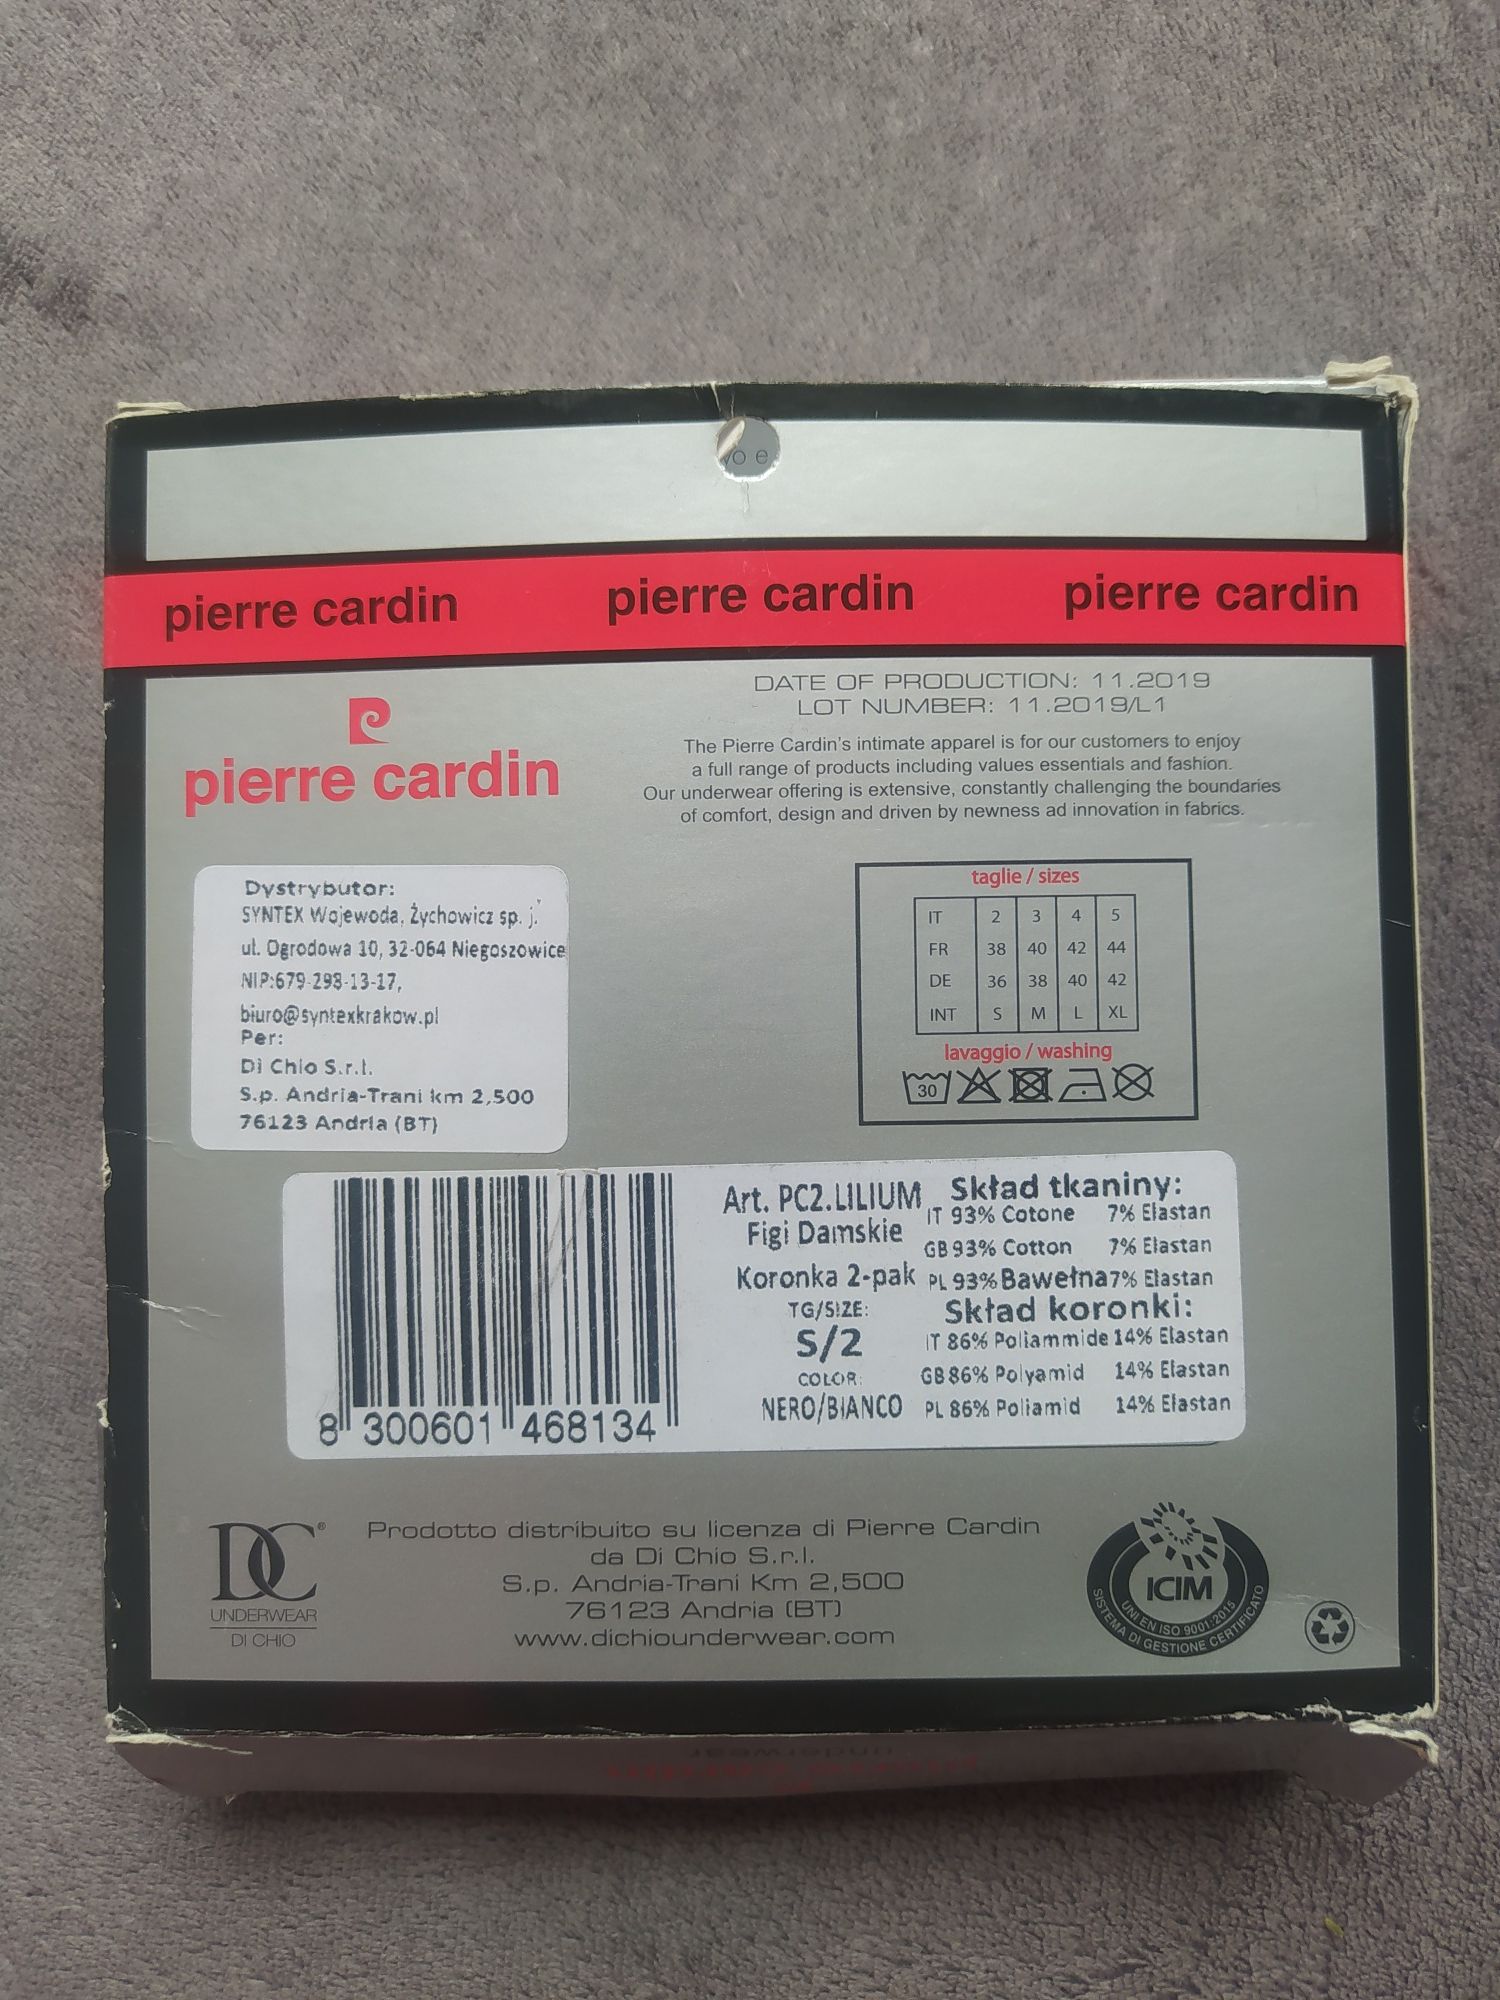 vo e
pierre cardin pierre cardin pierre cardin
pierre cardin
DATE OF PRODUCTION: 11.2019
LOT NUMBER: 11.2019/L1
The Pierre Cardin's intimate apparel is for our customers to enjoy
a full range of products including values essentials and fashion.
Our underwear offering is extensive, constantly challenging the boundaries
of comfort, design and driven by newness ad innovation in fabrics.
Dystrybutor:
SYNTEX Wojewoda, Żychowicz sp. j.
ul. Ogrodowa 10, 32-064 Niegoszowice
NIP:679-298-13-17,
biuro@syntexkrakow.pl
Per:
Di Chio S.r.l.
S.p. Andria-Trani km 2,500
76123 Andria (BT)
taglie / sizes
IT 2 3 4 5
FR 38 40 42 44
DE 36 38 40 42
INT S M L XL
lavaggio / washing
30
8 300601 468134
Art. PC2.LILIUM
Figi Damskie
Koronka 2-pak
TG/SIZE:
S/2
COLOR:
NERO/BIANCO
Skład tkaniny:
IT 93% Cotone 7% Elastan
GB 93% Cotton 7% Elastan
PL 93% Bawełna 7% Elastan
Skład koronki:
IT 86% Poliammide 14% Elastan
GB 86% Polyamid 14% Elastan
PL 86% Poliamid 14% Elastan
DC®
UNDERWEAR
DI CHIO
Prodotto distribuito su licenza di Pierre Cardin
da Di Chio S.r.l.
S.p. Andria-Trani Km 2,500
76123 Andria (BT)
www.dichiounderwear.com
ICIM
UNI EN ISO 9001:2015
SISTEMA DI GESTIONE CERTIFICATO
underwear